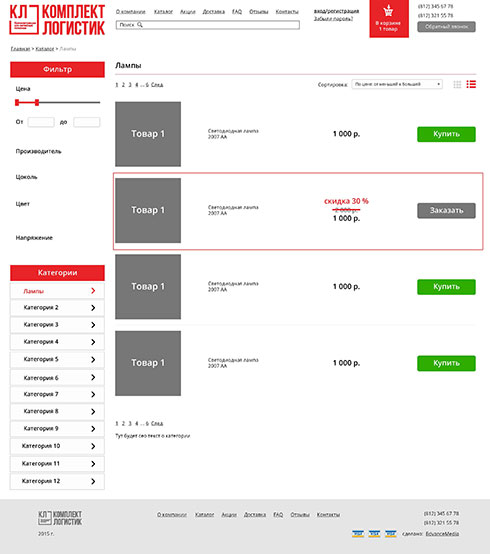 КЛ КОМПЛЕКТ
ЛОГИСТИК
О компании Каталог Акции Доставка FAQ Отзывы Контакты
вход/регистрация
Забыли пароль?
Поиск
В корзине
1 товар
(812) 345 67 78
(812) 321 55 78
Обратный звонок
Главная > Каталог > Лампы
Фильтр
Цена
От до
Производитель
Цоколь
Цвет
Напряжение
Категории
Лампы
Категория 2
Категория 3
Категория 4
Категория 5
Категория 6
Категория 7
Категория 8
Категория 9
Категория 10
Категория 11
Категория 12
Лампы
1 2 3 4 ... 6 След
Сортировка: По цене от меньшей к большей
Товар 1
Светодиодная лампа
2007 AA
1 000 р.
Купить
Товар 1
Светодиодная лампа
2007 AA
скидка 30 %
2 000 р.
1 000 р.
Заказать
Товар 1
Светодиодная лампа
2007 AA
1 000 р.
Купить
Товар 1
Светодиодная лампа
2007 AA
1 000 р.
Купить
1 2 3 4 ... 6 След
Тут будет сео текст о категории
КЛ КОМПЛЕКТ
ЛОГИСТИК
2015 г.
О компании Каталог Акции Доставка FAQ Отзывы Контакты
(812) 345 67 78
(812) 321 55 78
VISA VISA VISA сделано: AdvanceMedia